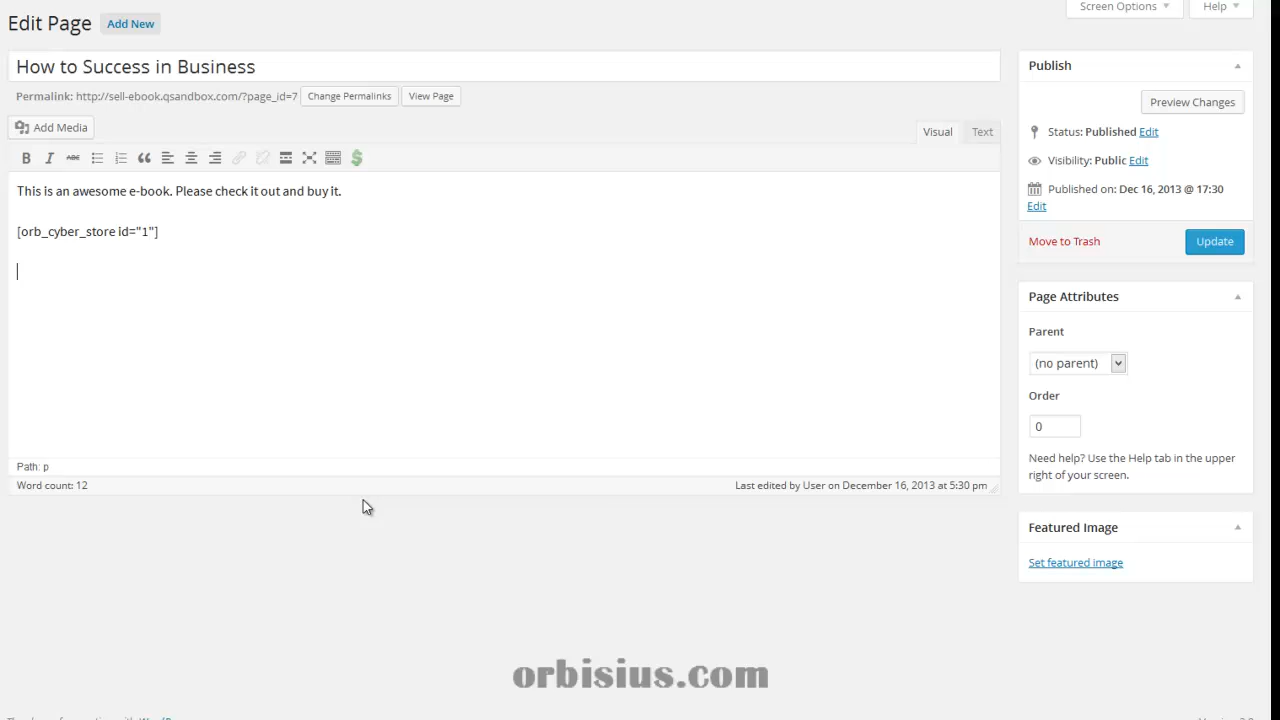 Screen Options
Help
Edit Page
Add New
How to Success in Business
Permalink: http://sell-ebook.qsandbox.com/?page_id=7
Change Permalinks
View Page
Add Media
Visual
Text
B I ABC
This is an awesome e-book. Please check it out and buy it.
[orb_cyber_store id="1"]
Path: p
Word count: 12
Last edited by User on December 16, 2013 at 5:30 pm
Publish
Preview Changes
Status: Published Edit
Visibility: Public Edit
Published on: Dec 16, 2013 @ 17:30
Edit
Move to Trash
Update
Page Attributes
Parent
(no parent)
Order
0
Need help? Use the Help tab in the upper
right of your screen.
Featured Image
Set featured image
orbisius.com